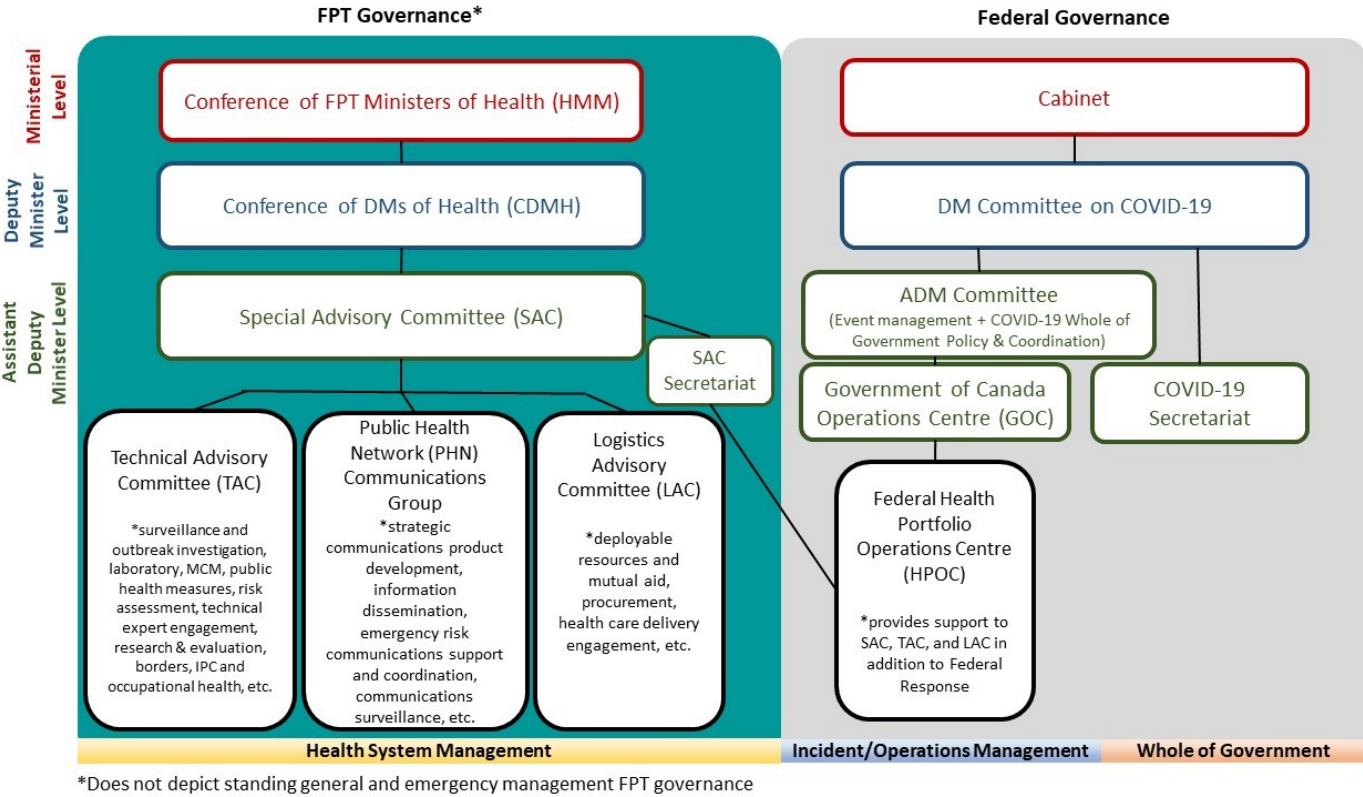 FPT Governance*
Federal Governance
Ministerial
Level
Conference of FPT Ministers of Health (HMM)
Cabinet
Deputy
Minister
Level
Conference of DMs of Health (CDMH)
DM Committee on COVID-19
Assistant
Deputy
Minister Level
Special Advisory Committee (SAC)
SAC
Secretariat
ADM Committee
(Event management + COVID-19 Whole of
Government Policy & Coordination)
Government of Canada
Operations Centre (GOC)
COVID-19
Secretariat
Technical Advisory
Committee (TAC)
*surveillance and
outbreak investigation,
laboratory, MCM, public
health measures, risk
assessment, technical
expert engagement,
research & evaluation,
borders, IPC and
occupational health, etc.
Public Health
Network (PHN)
Communications
Group
*strategic
communications product
development,
information
dissemination,
emergency risk
communications support
and coordination,
communications
surveillance, etc.
Logistics
Advisory
Committee (LAC)
*deployable
resources and
mutual aid,
procurement,
health care delivery
engagement, etc.
Federal Health
Portfolio
Operations Centre
(HPOC)
*provides support to
SAC, TAC, and LAC in
addition to Federal
Response
Health System Management
Incident/Operations Management
Whole of Government
*Does not depict standing general and emergency management FPT governance